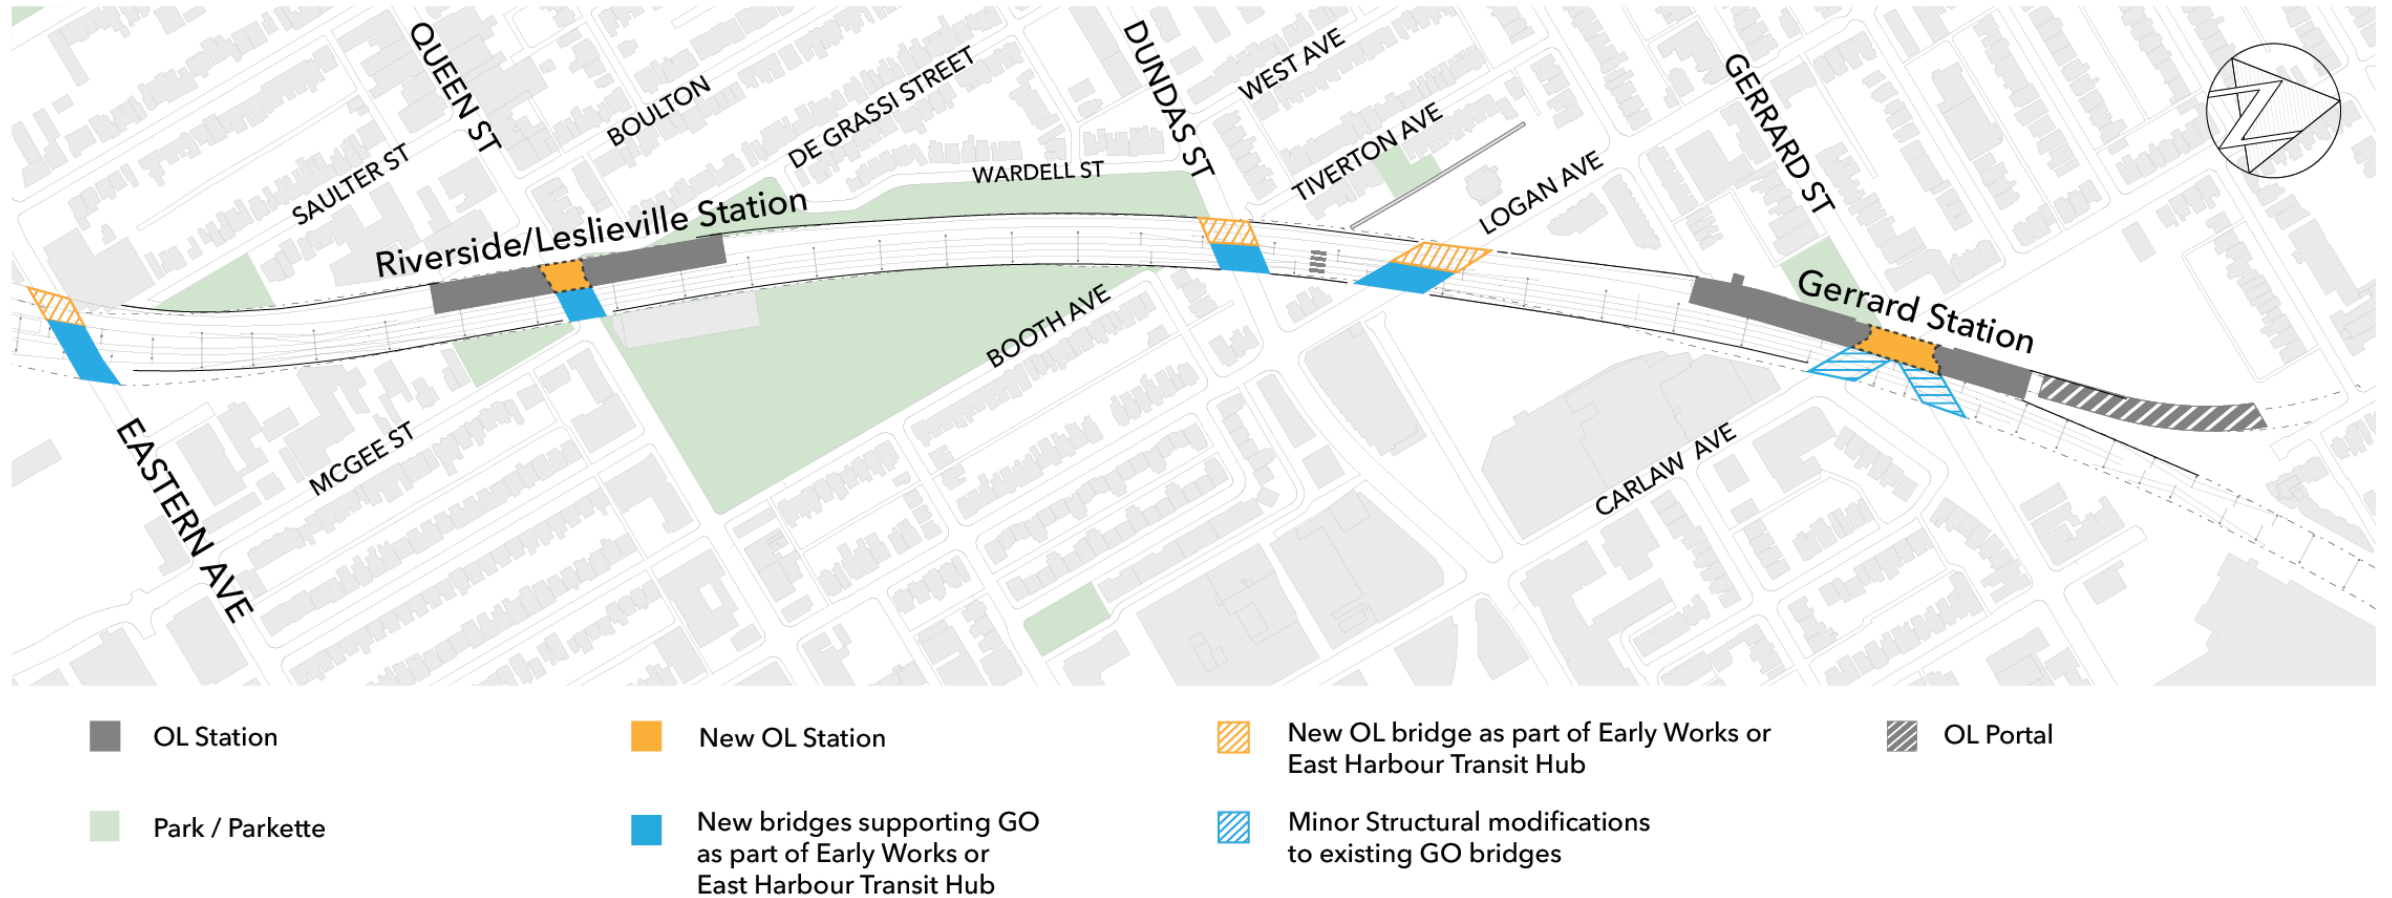 QUEEN ST
BOULTON
DE GRASSI STREET
DUNDAS ST
WEST AVE
GERRARD ST
SAULTER ST
WARDELL ST
TIVERTON AVE
LOGAN AVE
Riverside/Leslieville Station
Gerrard Station
BOOTH AVE
EASTERN AVE
MCGEE ST
CARLAW AVE
OL Station
New OL Station
New OL bridge as part of Early Works or
East Harbour Transit Hub
OL Portal
Park / Parkette
New bridges supporting GO
as part of Early Works or
East Harbour Transit Hub
Minor Structural modifications
to existing GO bridges